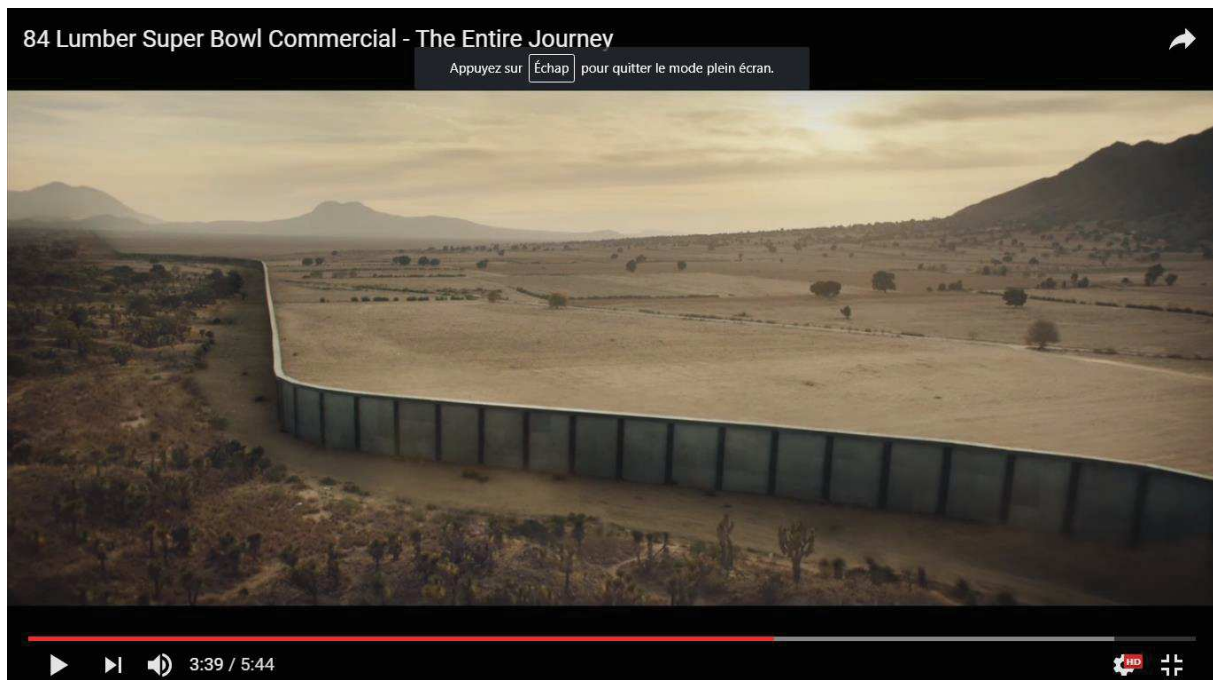 84 Lumber Super Bowl Commercial - The Entire Journey
Appuyez sur Échap pour quitter le mode plein écran.
3:39 / 5:44
HD